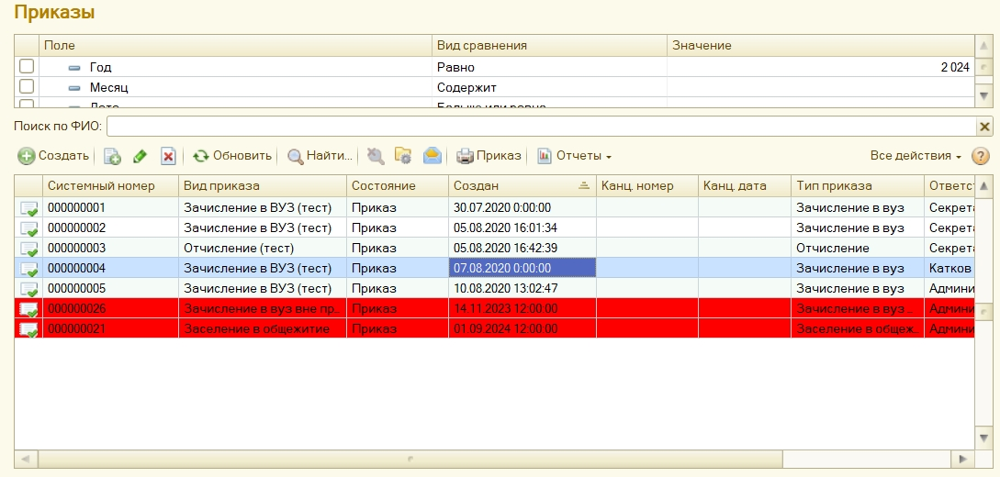 Приказы
Поле Вид сравнения Значение
Год Равно 2 024
Месяц Содержит
Дата Больше или равно
Поиск по ФИО:
Создать Обновить Найти... Приказ Отчеты Все действия
Системный номер Вид приказа Состояние Создан Канц. номер Канц. дата Тип приказа Ответст
000000001 Зачисление в ВУЗ (тест) Приказ 30.07.2020 0:00:00 Зачисление в вуз Секрета
000000002 Зачисление в ВУЗ (тест) Приказ 05.08.2020 16:01:34 Зачисление в вуз Секрета
000000003 Отчисление (тест) Приказ 05.08.2020 16:42:39 Отчисление Секрета
000000004 Зачисление в ВУЗ (тест) Приказ 07.08.2020 0:00:00 Зачисление в вуз Катков
000000005 Зачисление в ВУЗ (тест) Приказ 10.08.2020 13:02:47 Зачисление в вуз Админи
000000026 Зачисление в вуз вне пр... Приказ 14.11.2023 12:00:00 Зачисление в вуз ... Админи
000000021 Заселение в общежитие Приказ 01.09.2024 12:00:00 Заселение в общеж... Админи